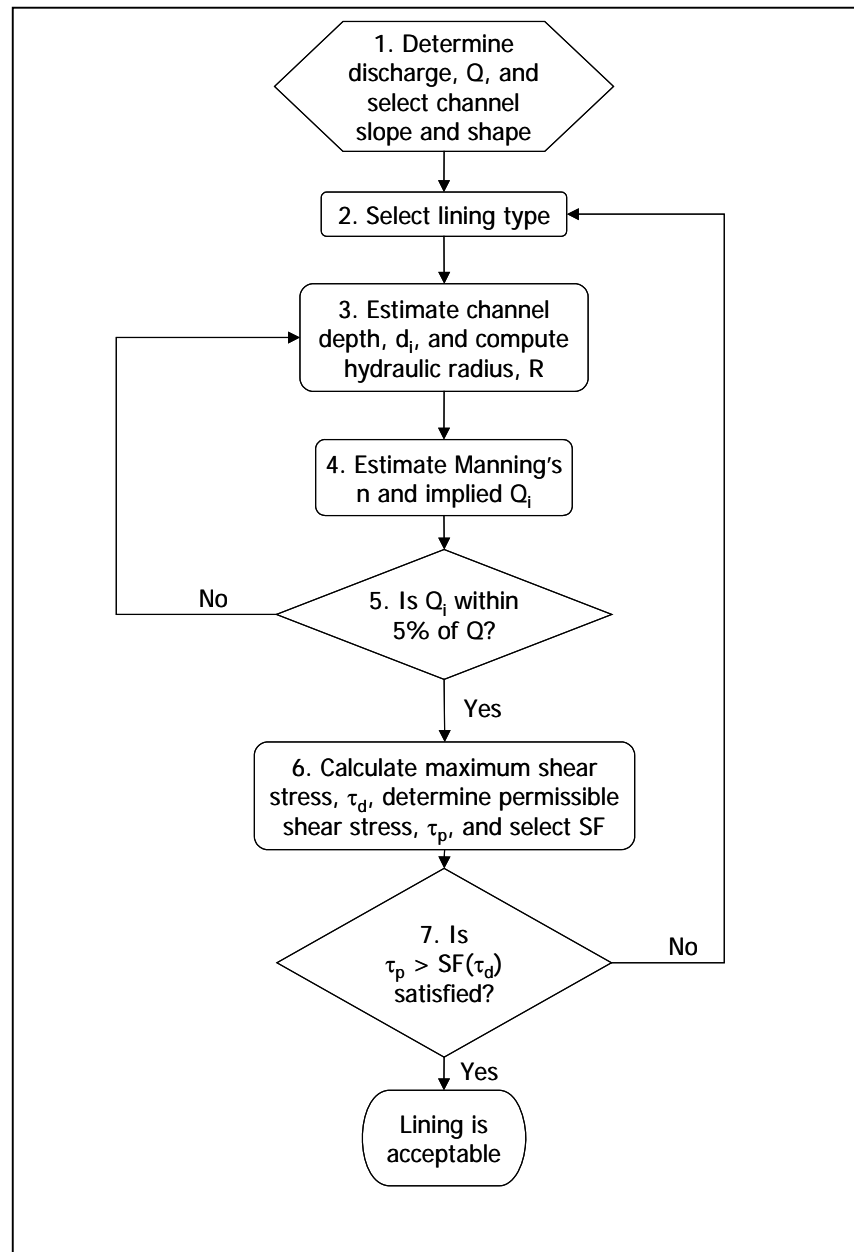 1. Determine
discharge, Q, and
select channel
slope and shape
2. Select lining type
3. Estimate channel
depth, dᵢ, and compute
hydraulic radius, R
4. Estimate Manning's
n and implied Qᵢ
No
5. Is Qᵢ within
5% of Q?
Yes
6. Calculate maximum shear
stress, τd, determine permissible
shear stress, τp, and select SF
7. Is
τp > SF(τd)
satisfied?
No
Yes
Lining is
acceptable